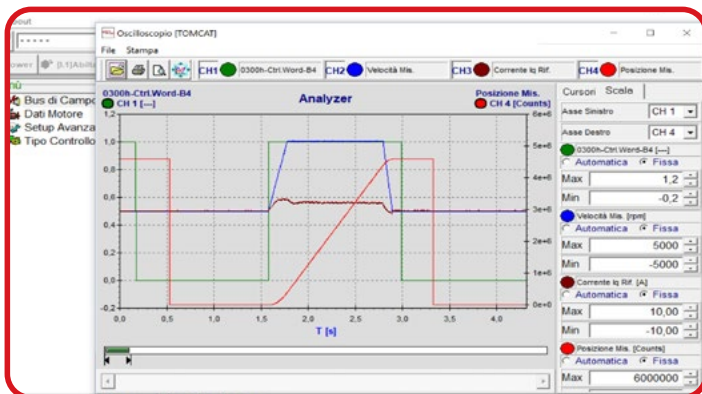 bout
-----
Oscilloscopio [TOMCAT]
File Stampa
ower [L1]Abilita
CH1 0300h-Ctrl.Word-B4 CH2 Velocità Mis. CH3 Corrente Iq Rif. CH4 Posizione Mis.
nù
Bus di Campo
Dati Motore
Setup Avanza
Tipo Controllo
0300h-Ctrl.Word-B4
CH 1 [---]
Analyzer
Posizione Mis.
CH 4 [Counts]
1,2
1,0
0,8
0,6
0,4
0,2
0,0
-0,2
6e+6
5e+6
4e+6
3e+6
2e+6
1e+6
0e+0
0,0 0,5 1,0 1,5 2,0 2,5 3,0 3,5 4,0
T [s]
Cursori Scale
Asse Sinistro CH 1
Asse Destro CH 4
0300h-Ctrl.Word-B4 [---]
Automatica Fissa
Max 1,2
Min -0,2
Velocità Mis. [rpm]
Automatica Fissa
Max 5000
Min -5000
Corrente Iq Rif. [A]
Automatica Fissa
Max 10,00
Min -10,00
Posizione Mis. [Counts]
Automatica Fissa
Max 6000000